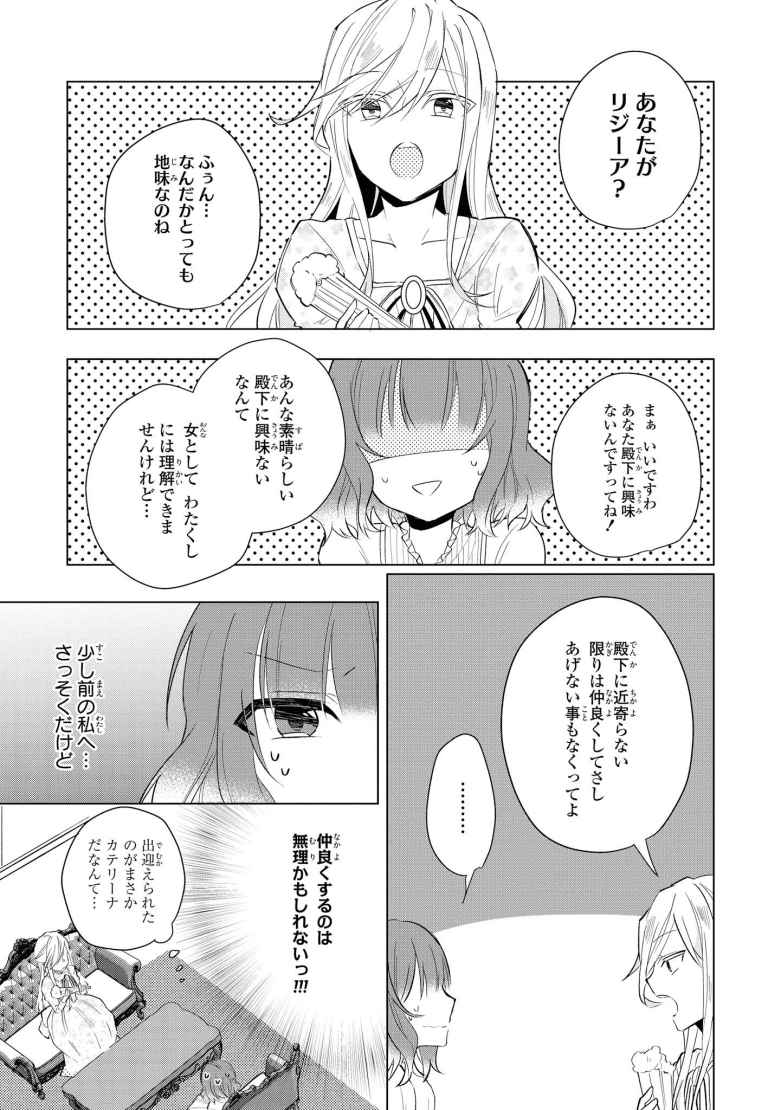 あなたが
リジーア?
ふぅん…
なんだかとっても
地味なのね
まぁ いいですわ
あなた殿下に興味
ないんですってね!
あんな素晴らしい
殿下に興味ない
なんて
女として わたくし
には理解できま
せんけれど…
殿下に近寄らない
限りは仲良くしてさし
あげない事もなくってよ
………
少し前の私へ…
さっそくだけど
仲良くするのは
無理かもしれないっ!!!
出迎えられた
のがまさか
カテリーナ
だなんて…